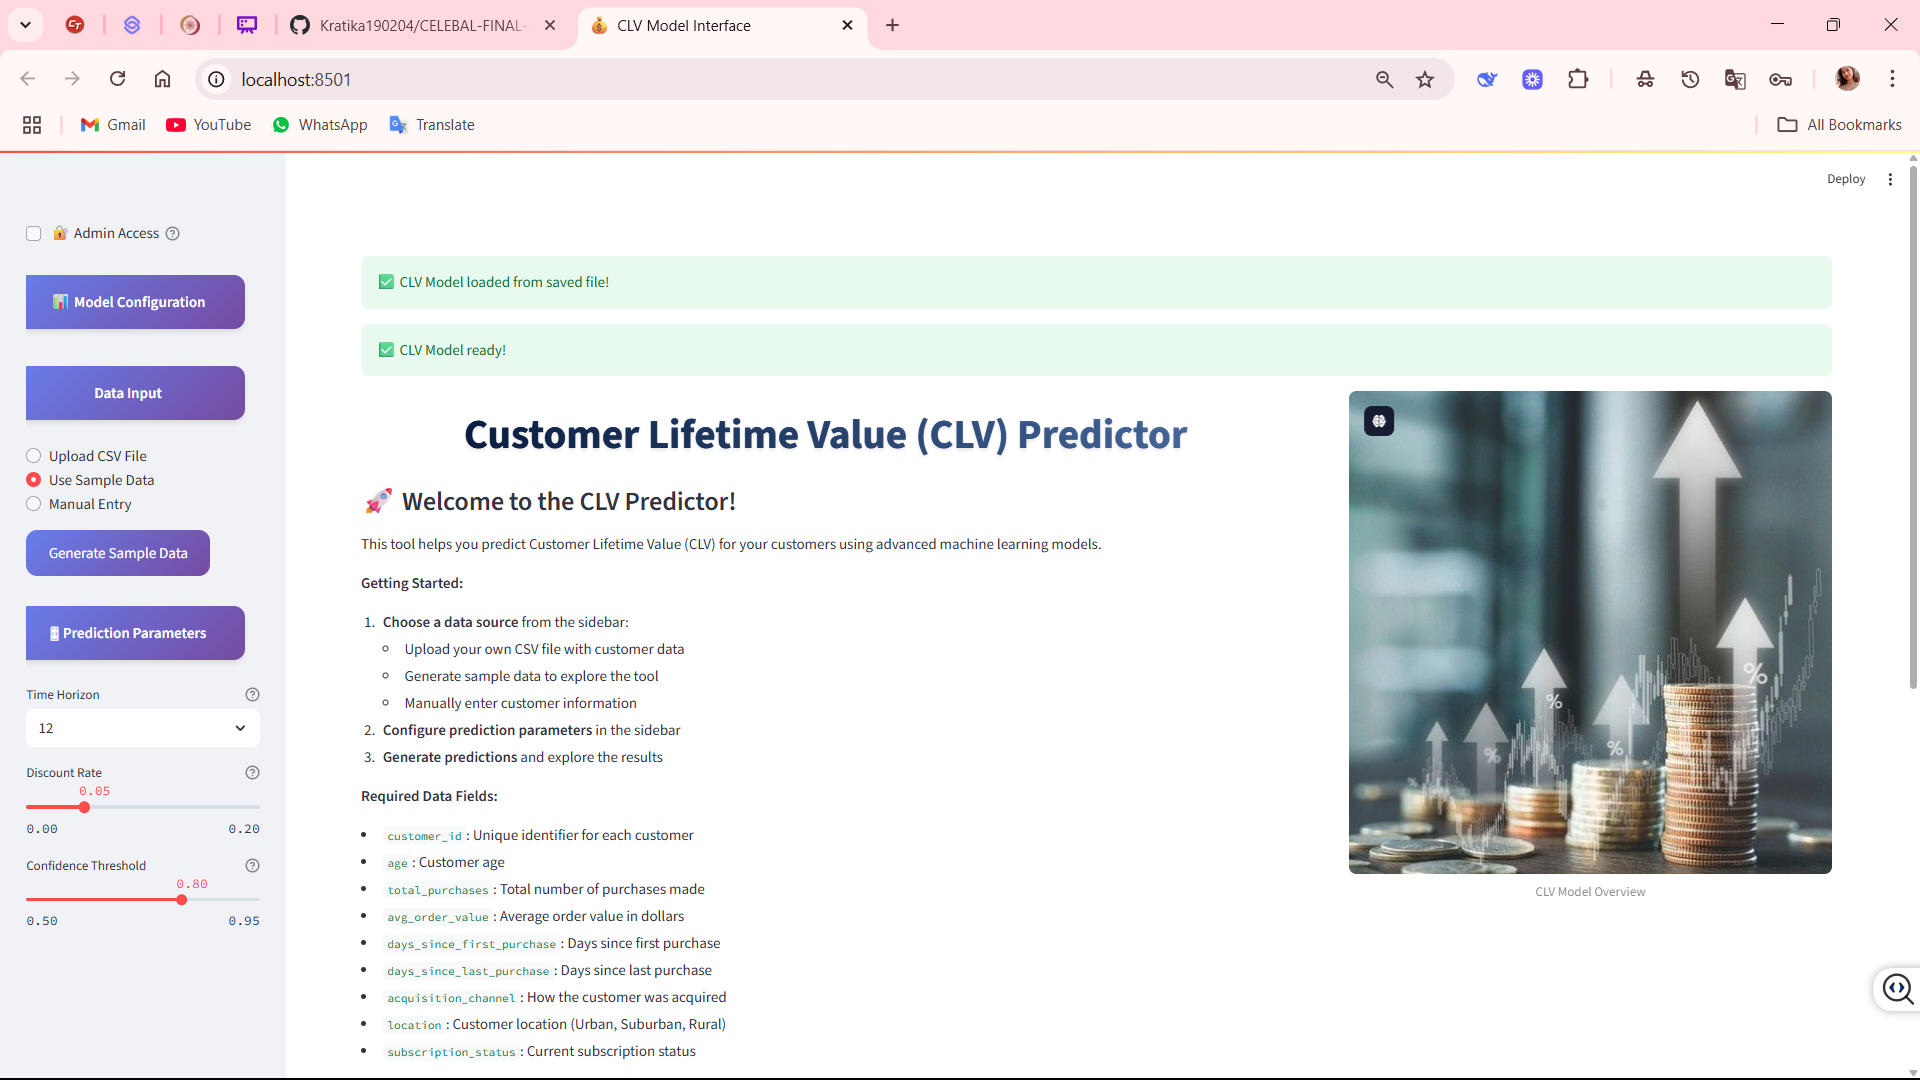 Kratika190204/CELEBAL-FINAL-
CLV Model Interface
localhost:8501
Gmail
YouTube
WhatsApp
Translate
All Bookmarks
Deploy
Admin Access
Model Configuration
Data Input
Upload CSV File
Use Sample Data
Manual Entry
Generate Sample Data
Prediction Parameters
Time Horizon
12
Discount Rate
0.05
0.00 0.20
Confidence Threshold
0.80
0.50 0.95
CLV Model loaded from saved file!
CLV Model ready!
Customer Lifetime Value (CLV) Predictor
Welcome to the CLV Predictor!
This tool helps you predict Customer Lifetime Value (CLV) for your customers using advanced machine learning models.
Getting Started:
1. Choose a data source from the sidebar:
Upload your own CSV file with customer data
Generate sample data to explore the tool
Manually enter customer information
2. Configure prediction parameters in the sidebar
3. Generate predictions and explore the results
Required Data Fields:
customer_id : Unique identifier for each customer
age : Customer age
total_purchases : Total number of purchases made
avg_order_value : Average order value in dollars
days_since_first_purchase : Days since first purchase
days_since_last_purchase : Days since last purchase
acquisition_channel : How the customer was acquired
location : Customer location (Urban, Suburban, Rural)
subscription_status : Current subscription status
%
%
%
%
CLV Model Overview